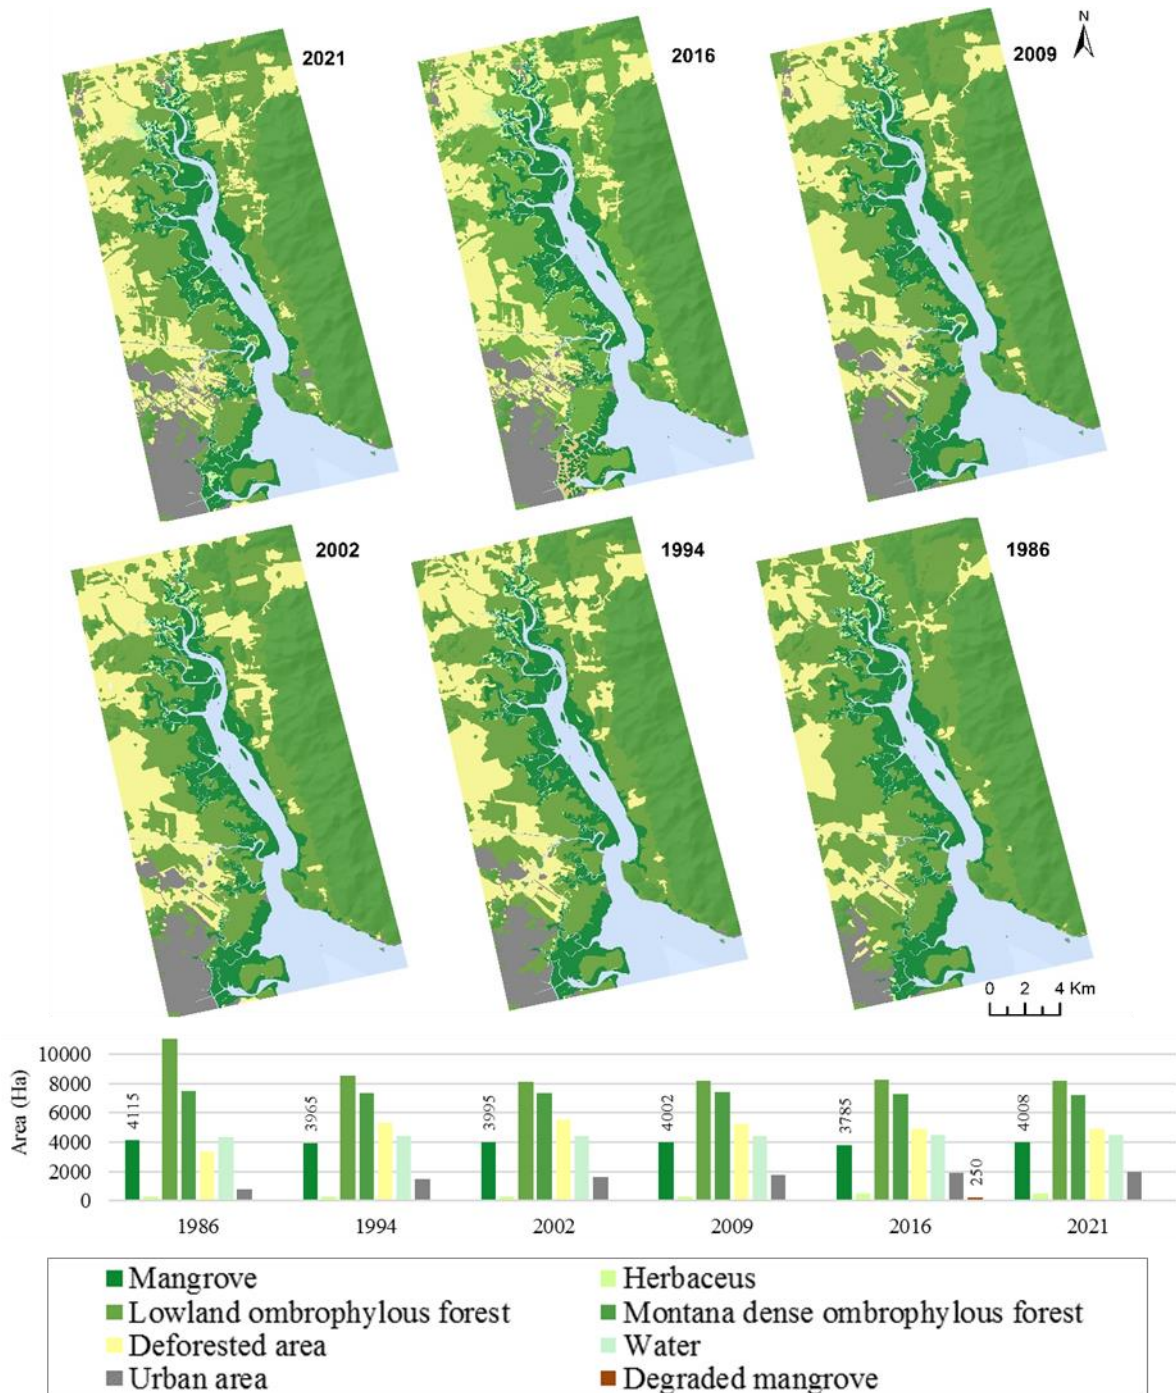 2021
2016
2009
N
2002
1994
1986
0 2 4 Km
Area (Ha)
10000
8000
6000
4000
2000
0
4115
3965
3995
4002
3785
250
4008
1986
1994
2002
2009
2016
2021
Mangrove
Herbaceus
Lowland ombrophylous forest
Montana dense ombrophylous forest
Deforested area
Water
Urban area
Degraded mangrove